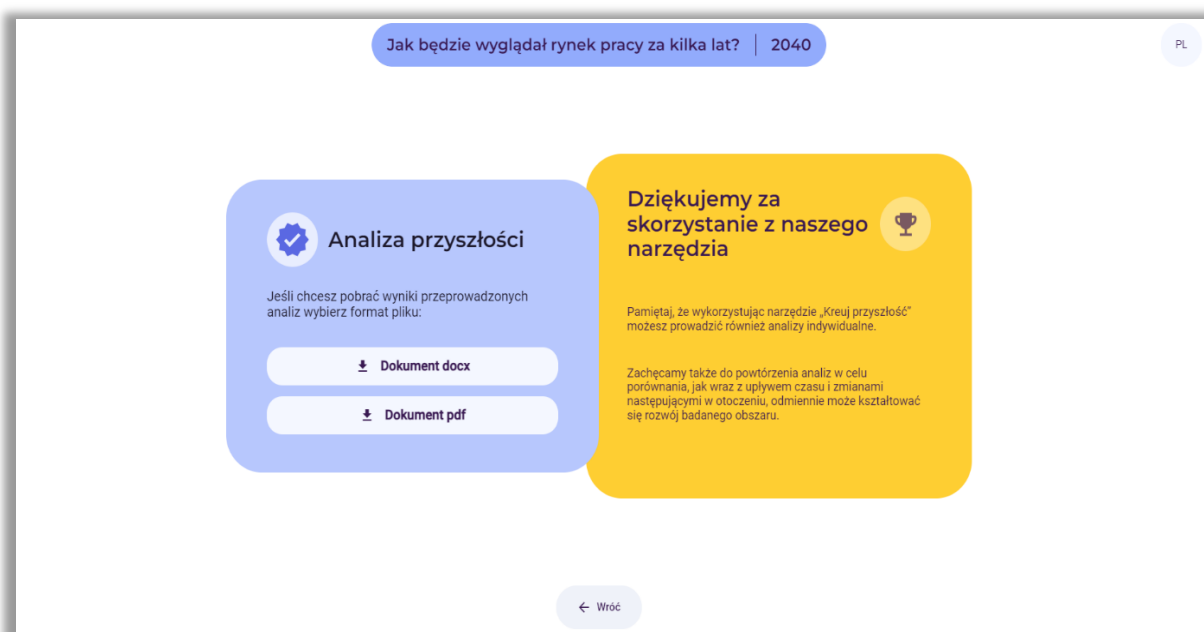 Jak będzie wyglądał rynek pracy za kilka lat? | 2040
PL
Analiza przyszłości
Jeśli chcesz pobrać wyniki przeprowadzonych
analiz wybierz format pliku:
Dokument docx
Dokument pdf
Dziękujemy za
skorzystanie z naszego
narzędzia
Pamiętaj, że wykorzystując narzędzie „Kreuj przyszłość”
możesz prowadzić również analizy indywidualne.
Zachęcamy także do powtórzenia analiz w celu
porównania, jak wraz z upływem czasu i zmianami
następującymi w otoczeniu, odmiennie może kształtować
się rozwój badanego obszaru.
Wróć